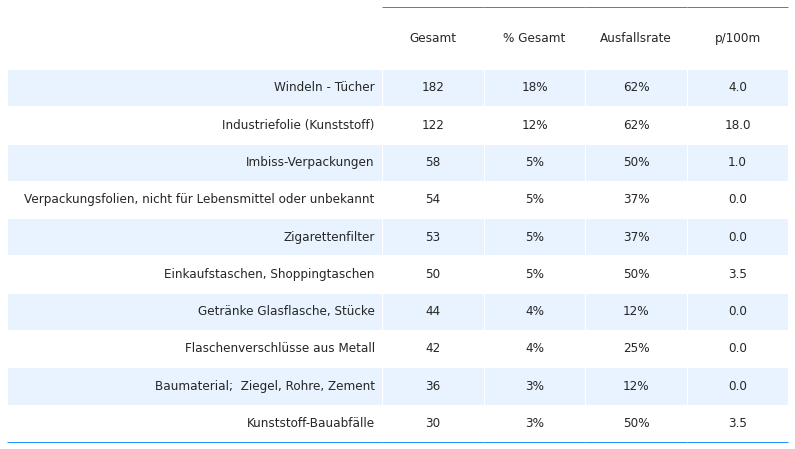 Gesamt % Gesamt Ausfallsrate p/100m
Windeln - Tücher 182 18% 62% 4.0
Industriefolie (Kunststoff) 122 12% 62% 18.0
Imbiss-Verpackungen 58 5% 50% 1.0
Verpackungsfolien, nicht für Lebensmittel oder unbekannt 54 5% 37% 0.0
Zigarettenfilter 53 5% 37% 0.0
Einkaufstaschen, Shoppingtaschen 50 5% 50% 3.5
Getränke Glasflasche, Stücke 44 4% 12% 0.0
Flaschenverschlüsse aus Metall 42 4% 25% 0.0
Baumaterial;  Ziegel, Rohre, Zement 36 3% 12% 0.0
Kunststoff-Bauabfälle 30 3% 50% 3.5